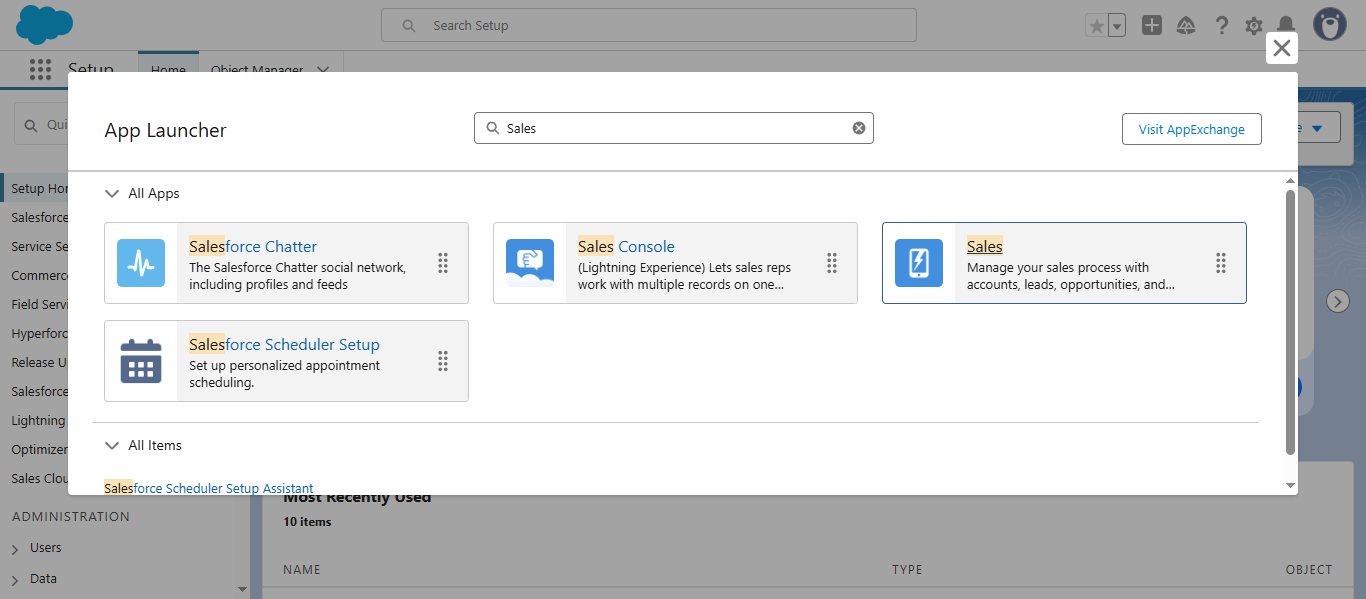 Search Setup
Setup
Home
Object Manager
Qui
App Launcher
Sales
Visit AppExchange
Setup Hom
Salesforce
Service Se
Commerce
Field Servi
Hyperforc
Release U
Salesforce
Lightning
Optimizer
Sales Clou
All Apps
Salesforce Chatter
The Salesforce Chatter social network,
including profiles and feeds
Sales Console
(Lightning Experience) Lets sales reps
work with multiple records on one...
Sales
Manage your sales process with
accounts, leads, opportunities, and...
Salesforce Scheduler Setup
Set up personalized appointment
scheduling.
All Items
Salesforce Scheduler Setup Assistant
ADMINISTRATION
Users
Data
Most Recently Used
10 items
NAME
TYPE
OBJECT